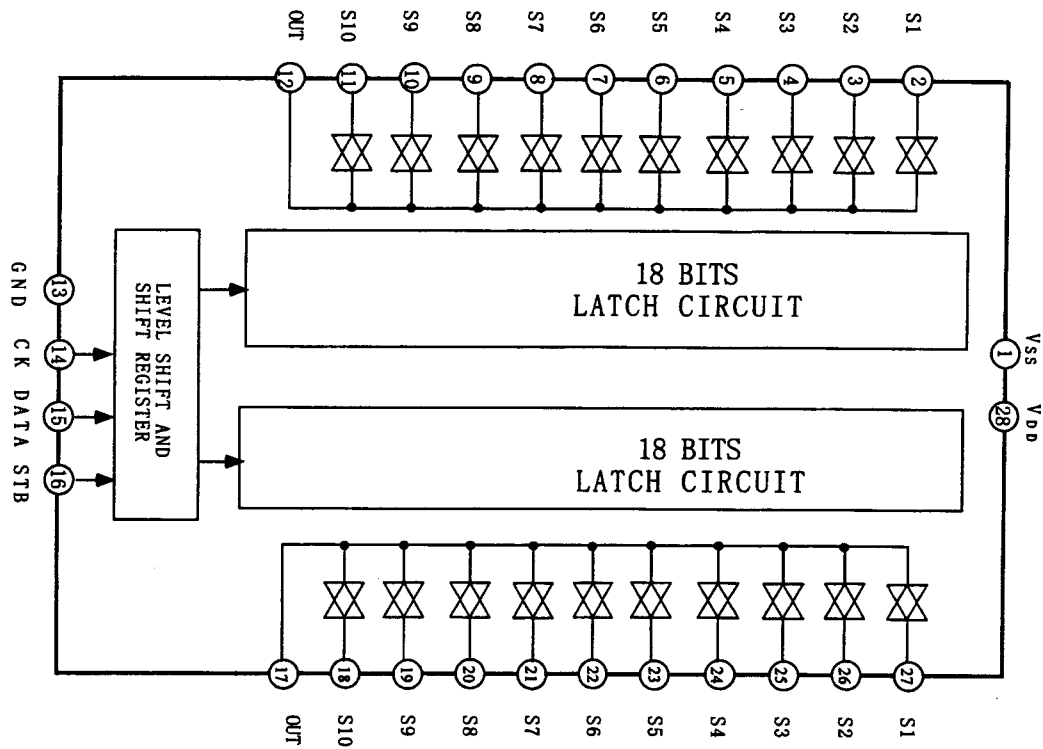 OUT S10 S9 S8 S7 S6 S5 S4 S3 S2 S1
12 11 10 9 8 7 6 5 4 3 2
18 BITS
LATCH CIRCUIT
LEVEL SHIFT AND
SHIFT REGISTER
GND 13
CK 14
DATA 15
STB 16
1 VSS
28 VDD
18 BITS
LATCH CIRCUIT
17 18 19 20 21 22 23 24 25 26 27
OUT S10 S9 S8 S7 S6 S5 S4 S3 S2 S1